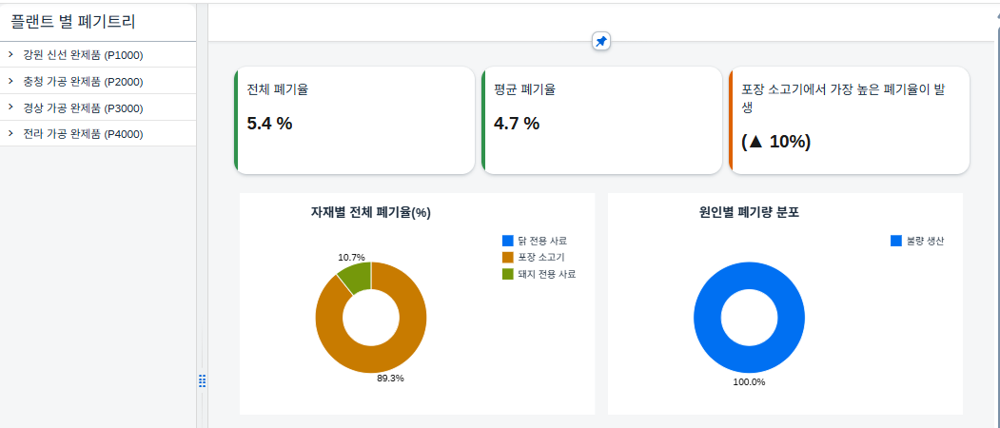 플랜트 별 폐기트리
강원 신선 완제품 (P1000)
충청 가공 완제품 (P2000)
경상 가공 완제품 (P3000)
전라 가공 완제품 (P4000)
전체 폐기율
5.4 %
평균 폐기율
4.7 %
포장 소고기에서 가장 높은 폐기율이 발
생
(▲ 10%)
자재별 전체 폐기율(%)
닭 전용 사료
포장 소고기
돼지 전용 사료
10.7%
89.3%
원인별 폐기량 분포
불량 생산
100.0%